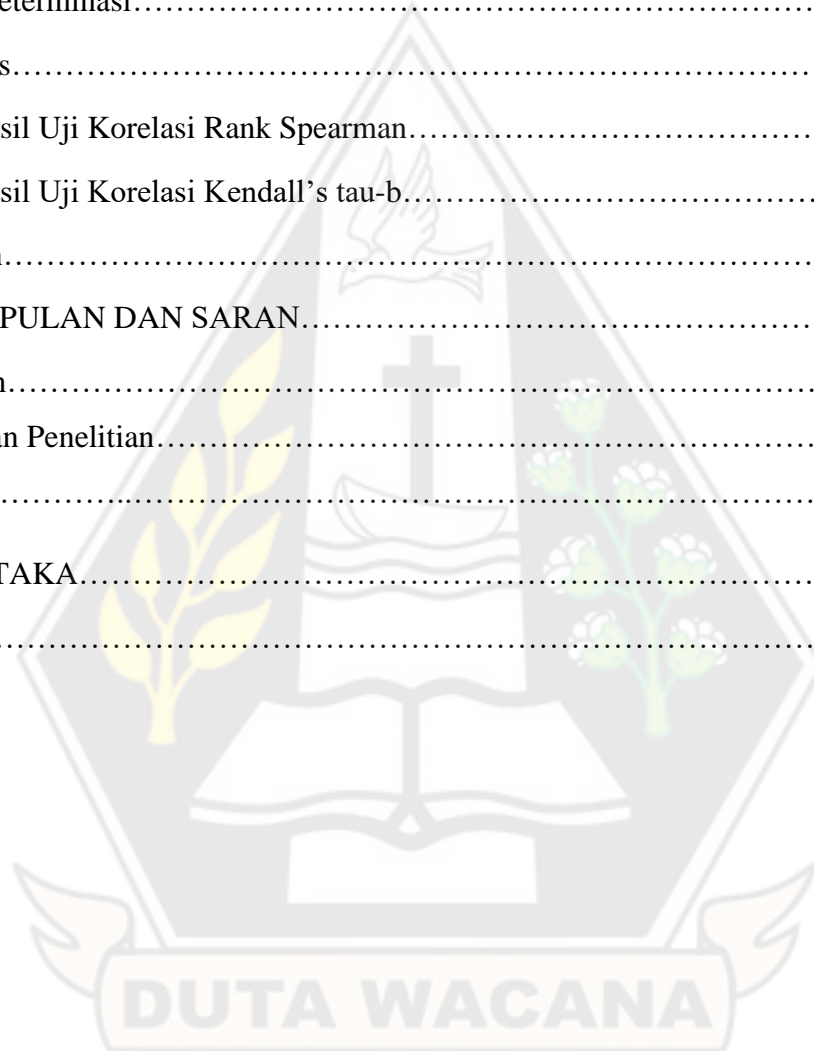 eterminasi……………………………………………………………………
s……………………………………………………………………………
sil Uji Korelasi Rank Spearman……………………………………
sil Uji Korelasi Kendall’s tau-b……………………………………
n……………………………………………………………………………
PULAN DAN SARAN…………………………………………………
n……………………………………………………………………………
an Penelitian……………………………………………………………
……………………………………………………………………………
TAKA………………………………………………………………………
……………………………………………………………………………
DUTA WACANA